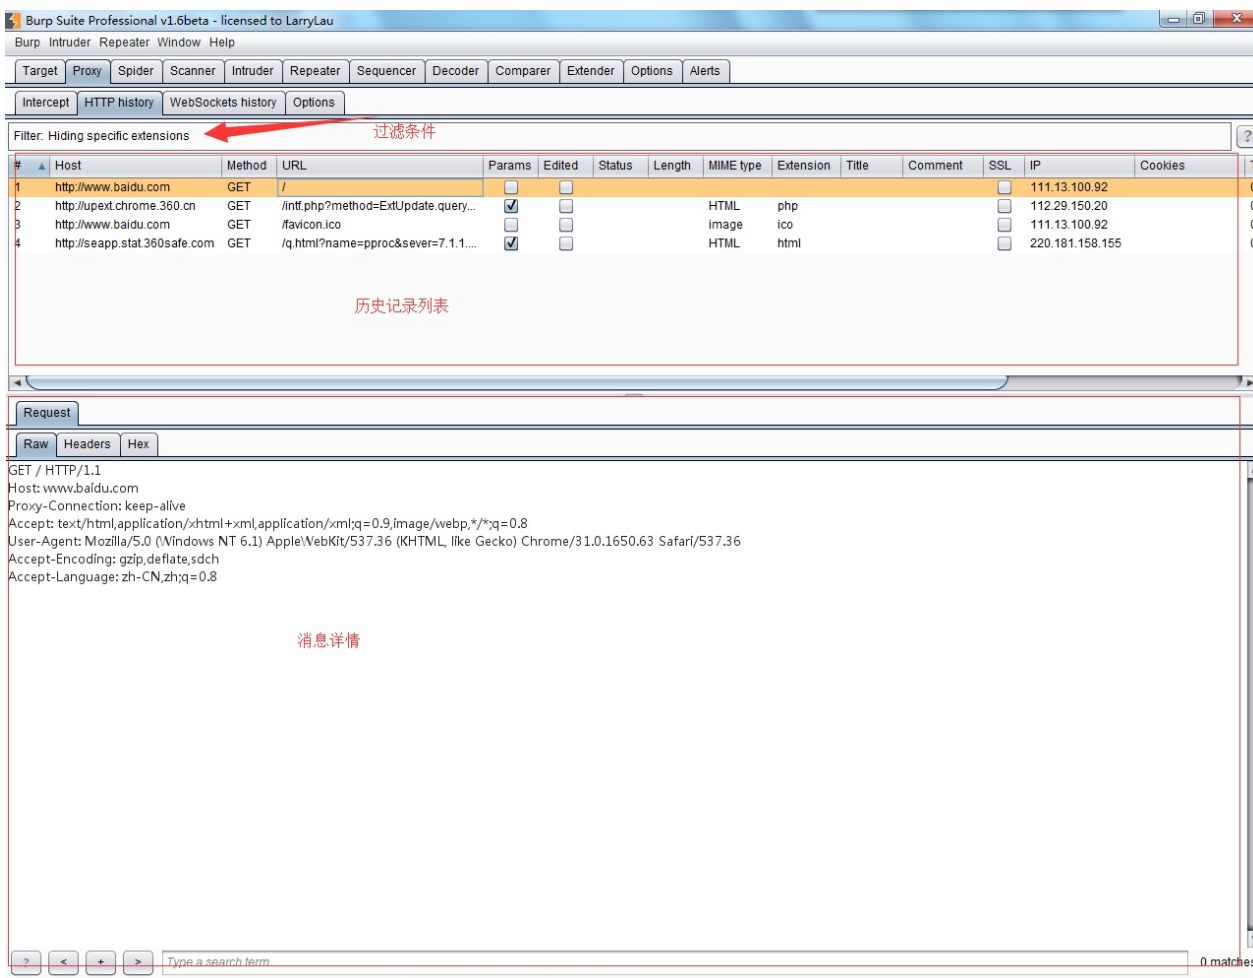 Burp Suite Professional v1.6beta - licensed to LarryLau
Burp Intruder Repeater Window Help
Target Proxy Spider Scanner Intruder Repeater Sequencer Decoder Comparer Extender Options Alerts
Intercept HTTP history WebSockets history Options
Filter: Hiding specific extensions 过滤条件 ?
# Host Method URL Params Edited Status Length MIME type Extension Title Comment SSL IP Cookies
1 http://www.baidu.com GET / 111.13.100.92
2 http://upext.chrome.360.cn GET /intf.php?method=ExtUpdate.query... HTML php 112.29.150.20
3 http://www.baidu.com GET /favicon.ico image ico 111.13.100.92
4 http://seapp.stat.360safe.com GET /q.html?name=pproc&sever=7.1.1.... HTML html 220.181.158.155
历史记录列表
Request
Raw Headers Hex
GET / HTTP/1.1
Host: www.baidu.com
Proxy-Connection: keep-alive
Accept: text/html,application/xhtml+xml,application/xml;q=0.9,image/webp,*/*;q=0.8
User-Agent: Mozilla/5.0 (Windows NT 6.1) AppleWebKit/537.36 (KHTML, like Gecko) Chrome/31.0.1650.63 Safari/537.36
Accept-Encoding: gzip,deflate,sdch
Accept-Language: zh-CN,zh;q=0.8
消息详情
? < + > Type a search term 0 matches